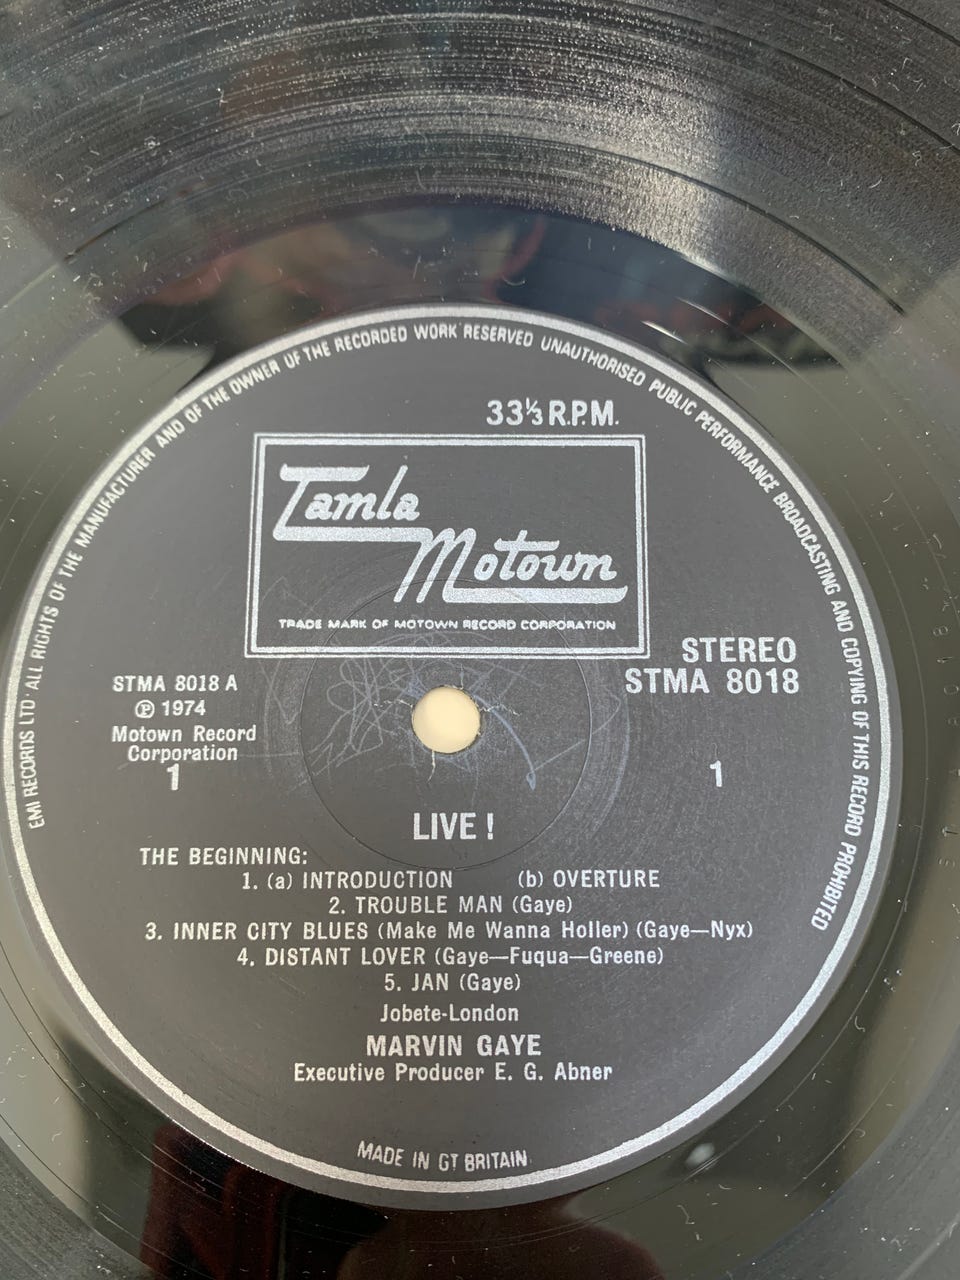 EMI RECORDS LTD · ALL RIGHTS OF THE MANUFACTURER AND OF THE OWNER OF THE RECORDED WORK RESERVED UNAUTHORISED PUBLIC PERFORMANCE BROADCASTING AND COPYING OF THIS RECORD PROHIBITED
33⅓ R.P.M.
Tamla
Motown
TRADE MARK OF MOTOWN RECORD CORPORATION
STEREO
STMA 8018
STMA 8018 A
℗ 1974
Motown Record
Corporation
1
1
LIVE !
THE BEGINNING:
1. (a) INTRODUCTION (b) OVERTURE
2. TROUBLE MAN (Gaye)
3. INNER CITY BLUES (Make Me Wanna Holler) (Gaye—Nyx)
4. DISTANT LOVER (Gaye—Fuqua—Greene)
5. JAN (Gaye)
Jobete-London
MARVIN GAYE
Executive Producer E. G. Abner
MADE IN GT BRITAIN